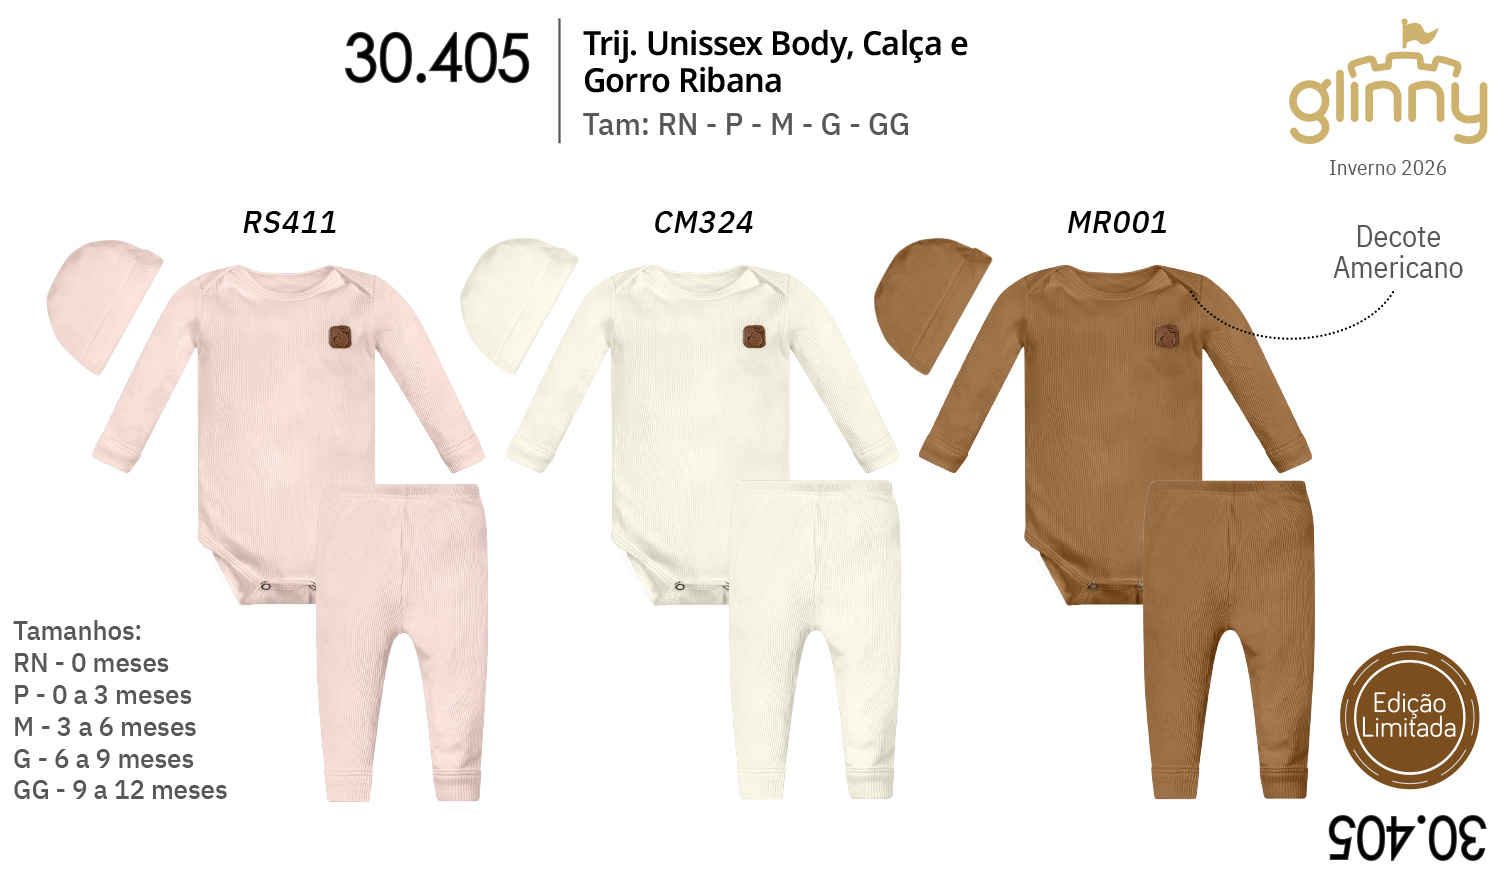 30.405
Trij. Unissex Body, Calça e
Gorro Ribana
Tam: RN - P - M - G - GG
glinny
Inverno 2026
RS411
CM324
MR001
Decote
Americano
Tamanhos:
RN - 0 meses
P - 0 a 3 meses
M - 3 a 6 meses
G - 6 a 9 meses
GG - 9 a 12 meses
Edição
Limitada
30.405